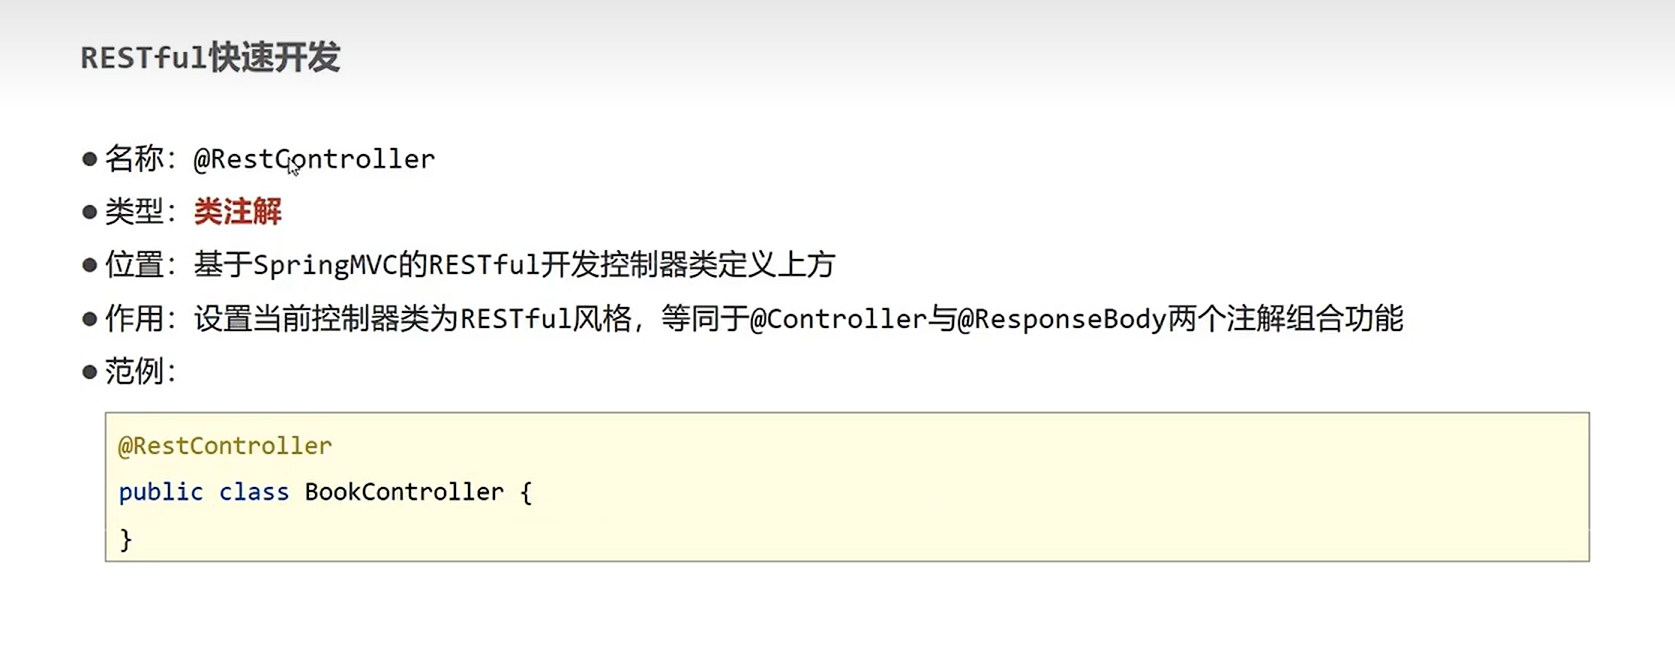 RESTful快速开发
● 名称：@RestController
● 类型：类注解
● 位置：基于SpringMVC的RESTful开发控制器类定义上方
● 作用：设置当前控制器类为RESTful风格，等同于@Controller与@ResponseBody两个注解组合功能
● 范例：
@RestController
public class BookController {
}